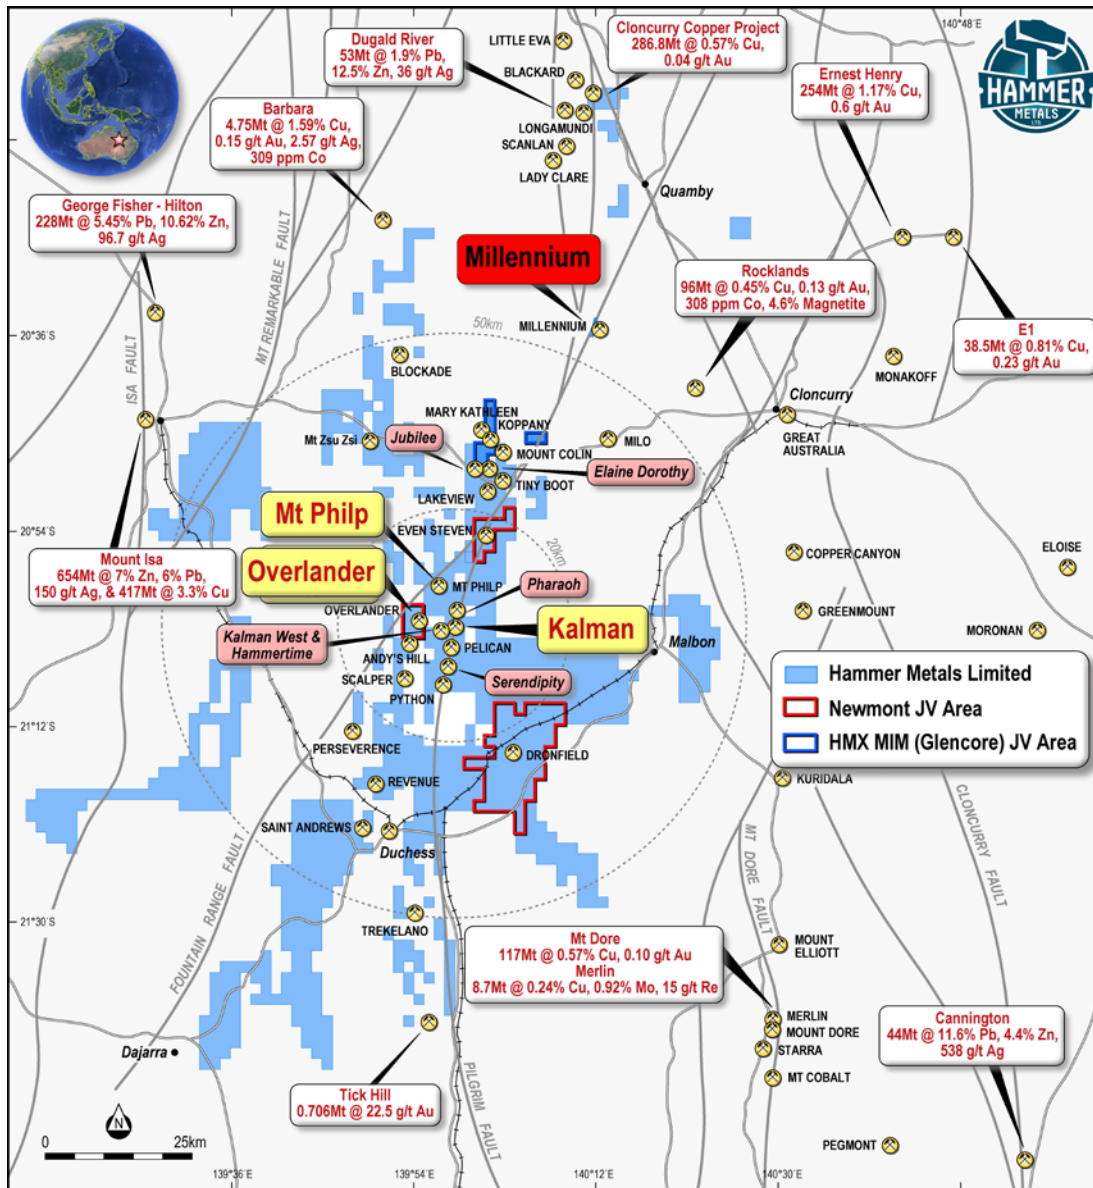 140°48´E
HAMMER
METALS
LTD
LITTLE EVA
Cloncurry Copper Project
286.8Mt @ 0.57% Cu,
0.04 g/t Au
Dugald River
53Mt @ 1.9% Pb,
12.5% Zn, 36 g/t Ag
BLACKARD
Ernest Henry
254Mt @ 1.17% Cu,
0.6 g/t Au
Barbara
4.75Mt @ 1.59% Cu,
0.15 g/t Au, 2.57 g/t Ag,
309 ppm Co
LONGAMUNDI
SCANLAN
LADY CLARE
Quamby
George Fisher - Hilton
228Mt @ 5.45% Pb, 10.62% Zn,
96.7 g/t Ag
MT REMARKABLE FAULT
Millennium
Rocklands
96Mt @ 0.45% Cu, 0.13 g/t Au,
308 ppm Co, 4.6% Magnetite
MILLENNIUM
50km
20°36´S
E1
38.5Mt @ 0.81% Cu,
0.23 g/t Au
ISA FAULT
BLOCKADE
MONAKOFF
Cloncurry
MARY KATHLEEN
KOPPANY
Mt Zsu Zsi
Jubilee
MOUNT COLIN
MILO
GREAT
AUSTRALIA
Elaine Dorothy
TINY BOOT
LAKEVIEW
Mt Philp
20°54´S
EVEN STEVEN
20km
Mount Isa
654Mt @ 7% Zn, 6% Pb,
150 g/t Ag, & 417Mt @ 3.3% Cu
COPPER CANYON
ELOISE
Overlander
MT PHILP
Pharaoh
OVERLANDER
GREENMOUNT
Kalman
MORONAN
Kalman West &
Hammertime
ANDY'S HILL
PELICAN
Malbon
SCALPER
Serendipity
PYTHON
Hammer Metals Limited
Newmont JV Area
HMX MIM (Glencore) JV Area
21°12´S
PERSEVERENCE
DRONFIELD
REVENUE
KURIDALA
SAINT ANDREWS
Duchess
MT DORE FAULT
CLONCURRY FAULT
FOUNTAIN RANGE FAULT
21°30´S
TREKELANO
Mt Dore
117Mt @ 0.57% Cu, 0.10 g/t Au
Merlin
8.7Mt @ 0.24% Cu, 0.92% Mo, 15 g/t Re
MOUNT
ELLIOTT
MERLIN
MOUNT DORE
STARRA
MT COBALT
Cannington
44Mt @ 11.6% Pb, 4.4% Zn,
538 g/t Ag
Dajarra
Tick Hill
0.706Mt @ 22.5 g/t Au
PILGRIM FAULT
N
0 25km
PEGMONT
139°36´E
139°54´E
140°12´E
140°30´E